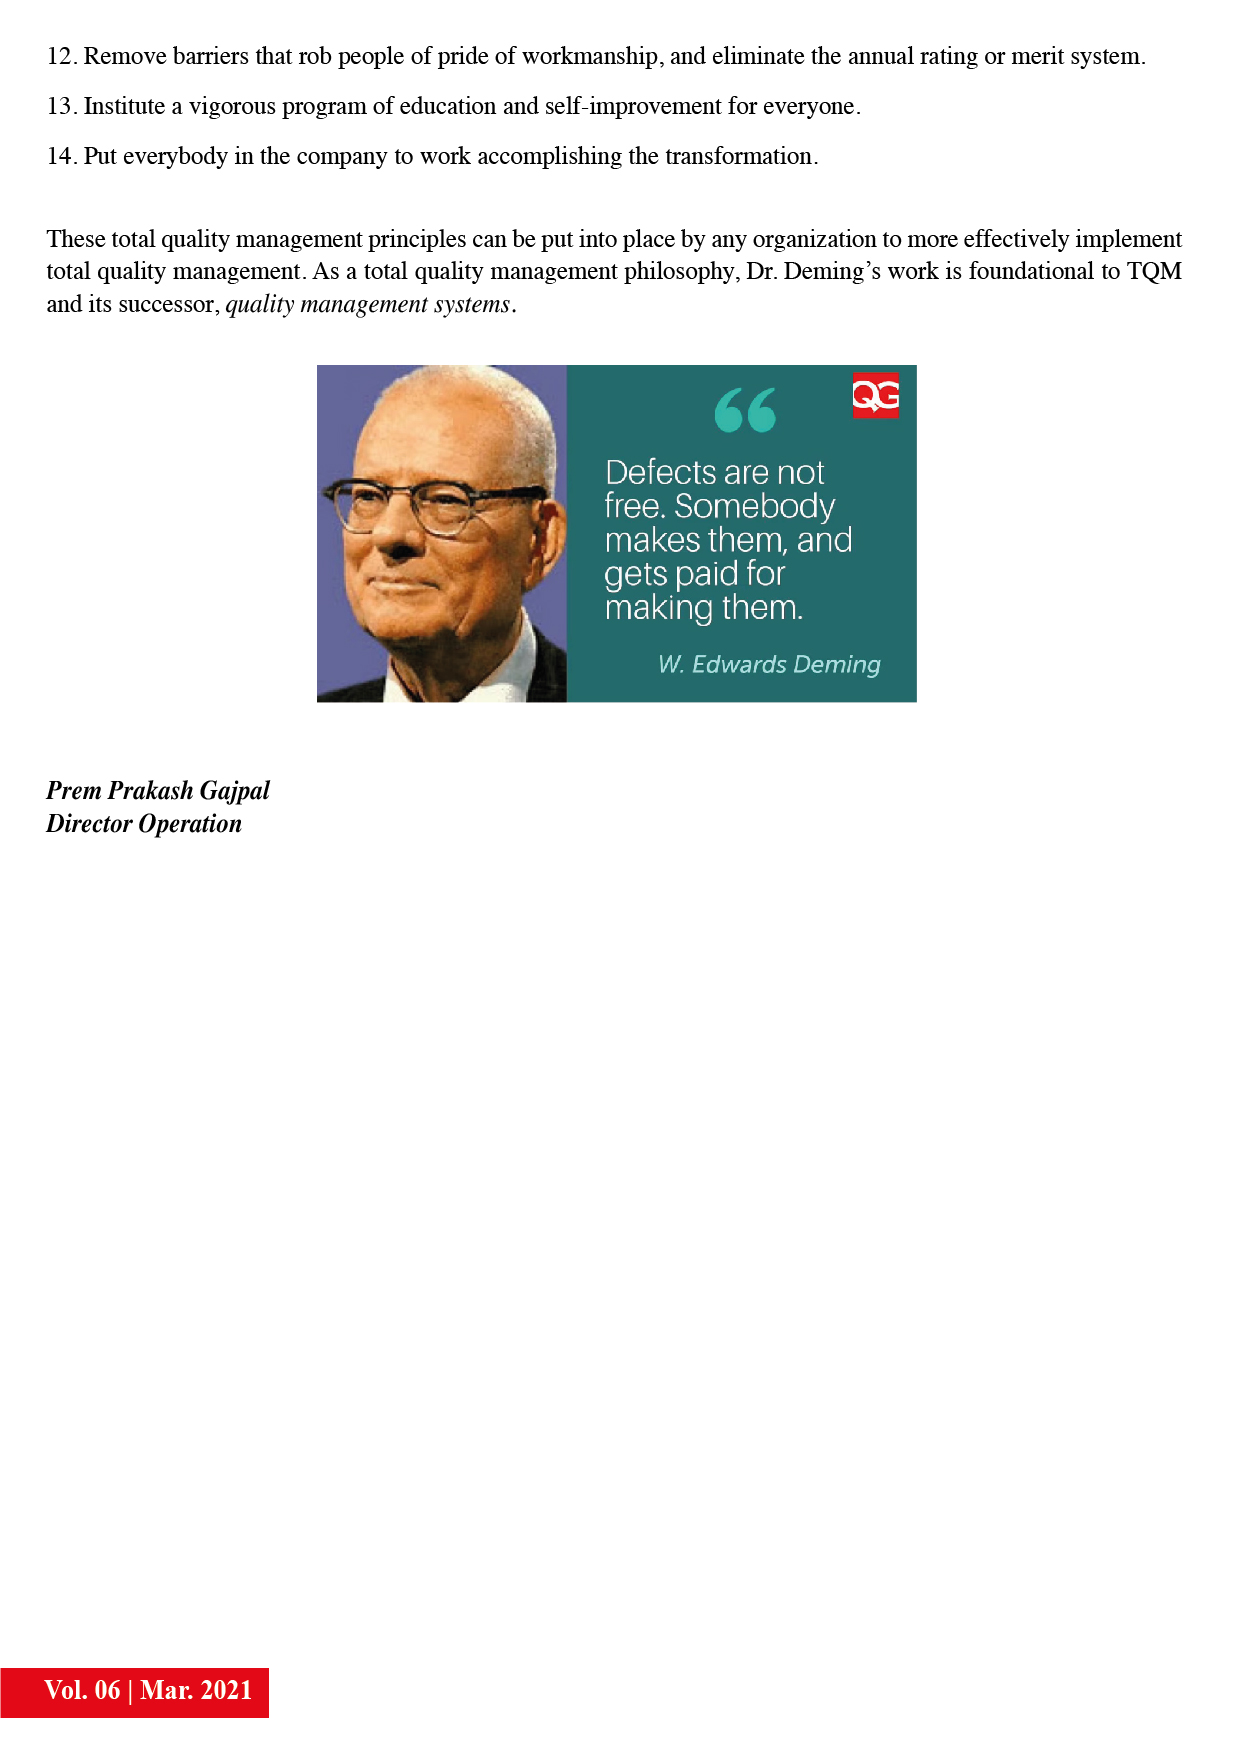 12. Remove barriers that rob people of pride of workmanship, and eliminate the annual rating or merit system.
13. Institute a vigorous program of education and self-improvement for everyone.
14. Put everybody in the company to work accomplishing the transformation.
These total quality management principles can be put into place by any organization to more effectively implement
total quality management. As a total quality management philosophy, Dr. Deming’s work is foundational to TQM
and its successor, quality management systems.
“
QG
Defects are not
free. Somebody
makes them, and
gets paid for
making them.
W. Edwards Deming
Prem Prakash Gajpal
Director Operation
Vol. 06 | Mar. 2021